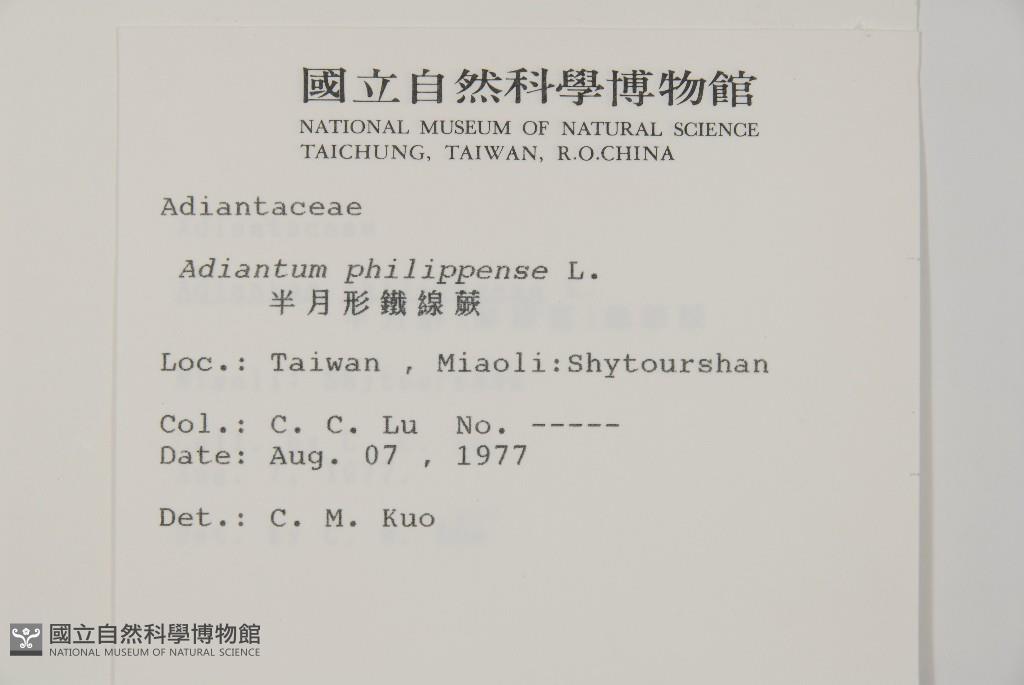 國立自然科學博物館
NATIONAL MUSEUM OF NATURAL SCIENCE
TAICHUNG, TAIWAN, R.O.CHINA
Adiantaceae
Adiantum philippense L.
半月形鐵線蕨
Loc.: Taiwan , Miaoli:Shytourshan
Col.: C. C. Lu No. -----
Date: Aug. 07 , 1977
Det.: C. M. Kuo
國立自然科學博物館
NATIONAL MUSEUM OF NATURAL SCIENCE